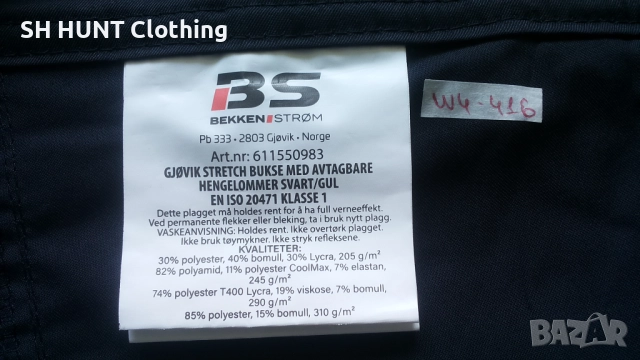 SH HUNT Clothing
BS
BEKKEN STRØM
Pb 333 • 2803 Gjøvik • Norge
Art.nr: 611550983
GJØVIK STRETCH BUKSE MED AVTAGBARE
HENGELOMMER SVART/GUL
EN ISO 20471 KLASSE 1
Dette plagget må holdes rent for å ha full verneeffekt.
Ved permanente flekker eller bleking, ta i bruk nytt plagg.
VASKEANVISNING: Holdes rent. Ikke overtørk plagget.
Ikke bruk tøymykner. Ikke stryk refleksene.
KVALITETER:
30% polyester, 40% bomull, 30% Lycra, 205 g/m²
82% polyamid, 11% polyester CoolMax, 7% elastan,
245 g/m²
74% polyester T400 Lycra, 19% viskose, 7% bomull,
290 g/m²
85% polyester, 15% bomull, 310 g/m²
W4-416
BAZAR